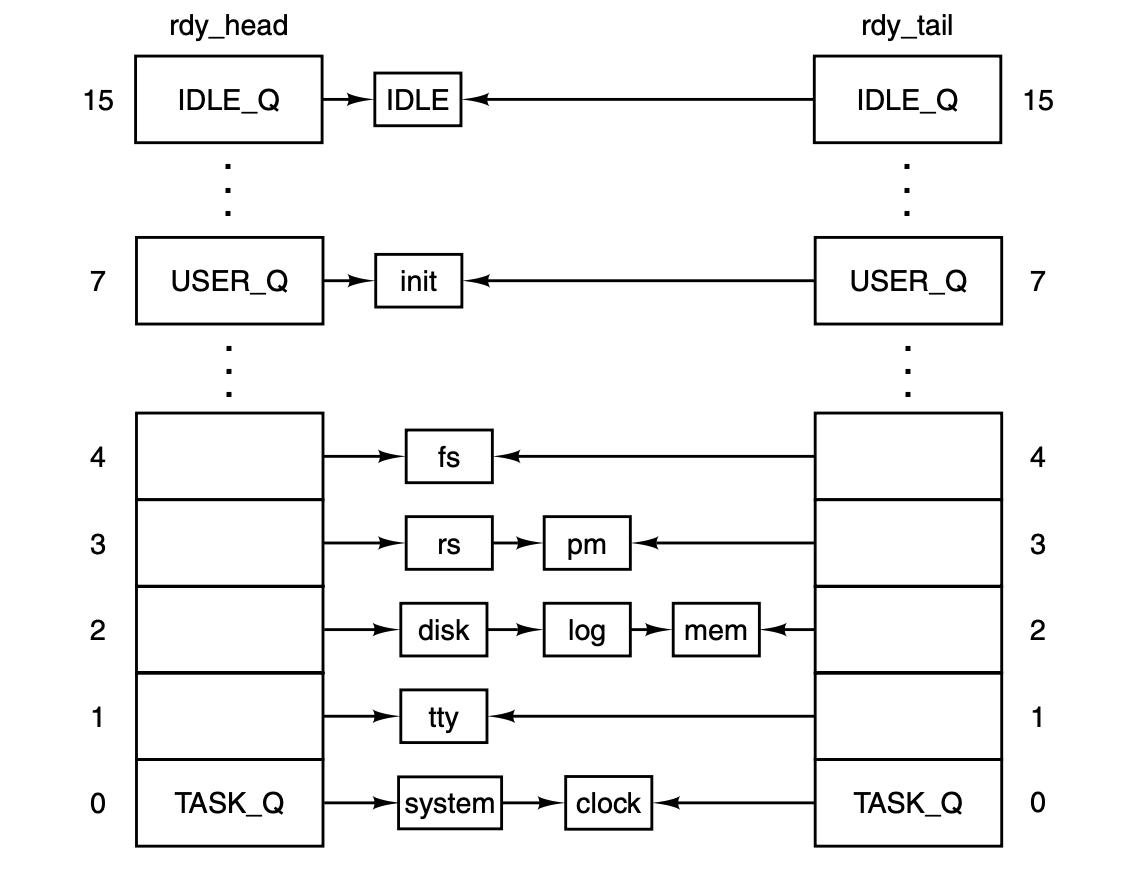 rdy_head rdy_tail
15 IDLE_Q IDLE IDLE_Q 15
7 USER_Q init USER_Q 7
4 fs 4
3 rs pm 3
2 disk log mem 2
1 tty 1
0 TASK_Q system clock TASK_Q 0